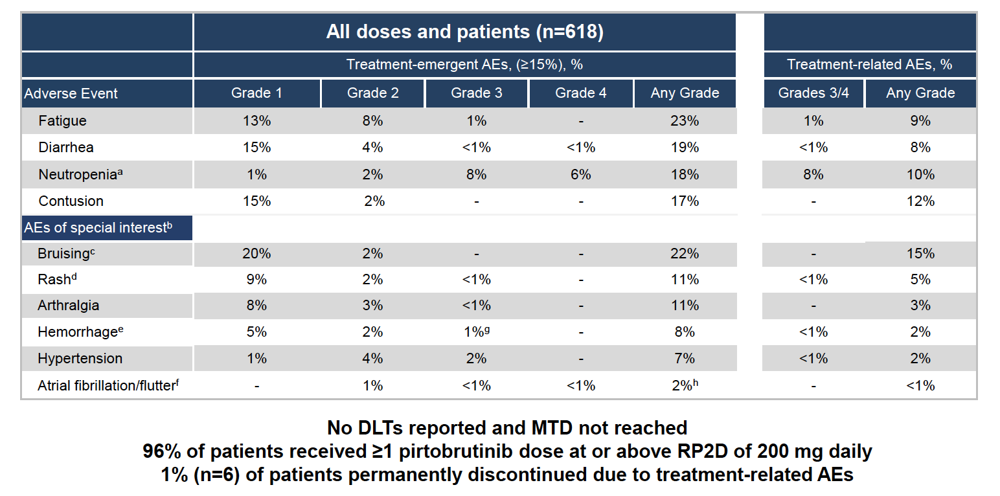 All doses and patients (n=618)
Treatment-emergent AEs, (≥15%), % Treatment-related AEs, %
Adverse Event Grade 1 Grade 2 Grade 3 Grade 4 Any Grade Grades 3/4 Any Grade
Fatigue 13% 8% 1% - 23% 1% 9%
Diarrhea 15% 4% <1% <1% 19% <1% 8%
Neutropeniaᵃ 1% 2% 8% 6% 18% 8% 10%
Contusion 15% 2% - - 17% - 12%
AEs of special interestᵇ
Bruisingᶜ 20% 2% - - 22% - 15%
Rashᵈ 9% 2% <1% - 11% <1% 5%
Arthralgia 8% 3% <1% - 11% - 3%
Hemorrhageᵉ 5% 2% 1%ᵍ - 8% <1% 2%
Hypertension 1% 4% 2% - 7% <1% 2%
Atrial fibrillation/flutterᶠ - 1% <1% <1% 2%ʰ - <1%
No DLTs reported and MTD not reached
96% of patients received ≥1 pirtobrutinib dose at or above RP2D of 200 mg daily
1% (n=6) of patients permanently discontinued due to treatment-related AEs